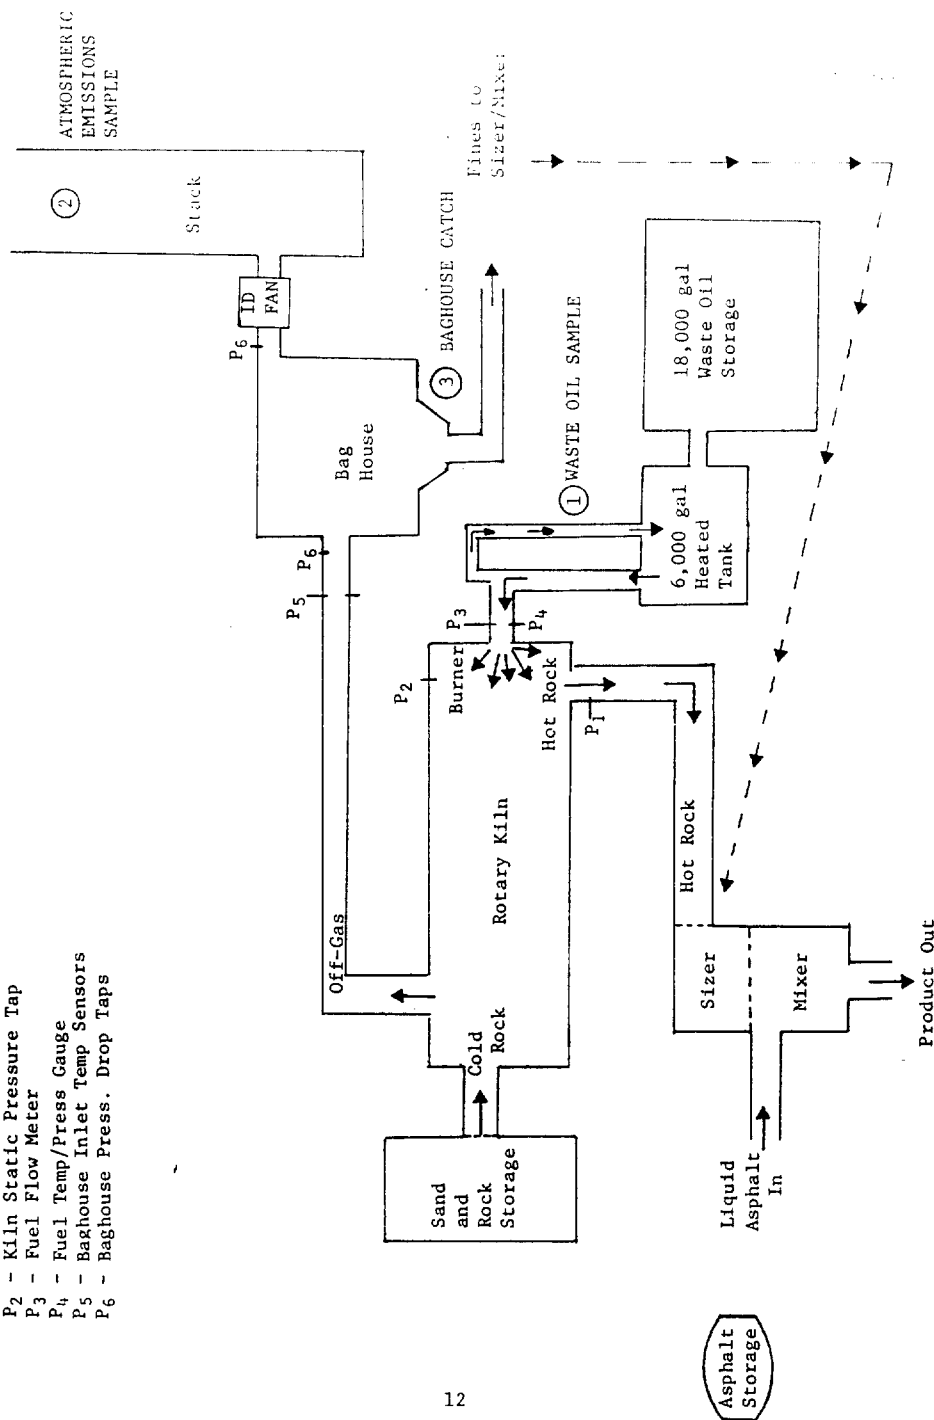 P2 - Kiln Static Pressure Tap
P3 - Fuel Flow Meter
P4 - Fuel Temp/Press Gauge
P5 - Baghouse Inlet Temp Sensors
P6 - Baghouse Press. Drop Taps
ATMOSPHERIC
EMISSIONS
SAMPLE
2
Stack
ID
FAN
P6
Bag
House
3 BAGHOUSE CATCH
Fines to
Sizer/Mixer
P6
P5
Off-Gas
1 WASTE OIL SAMPLE
18,000 gal
Waste Oil
Storage
6,000 gal
Heated
Tank
P3
P4
P2
Burner
Hot Rock
P1
Rotary Kiln
Cold
Rock
Sand
and
Rock
Storage
Hot Rock
Sizer
Mixer
Liquid
Asphalt
In
Product Out
Asphalt
Storage
12